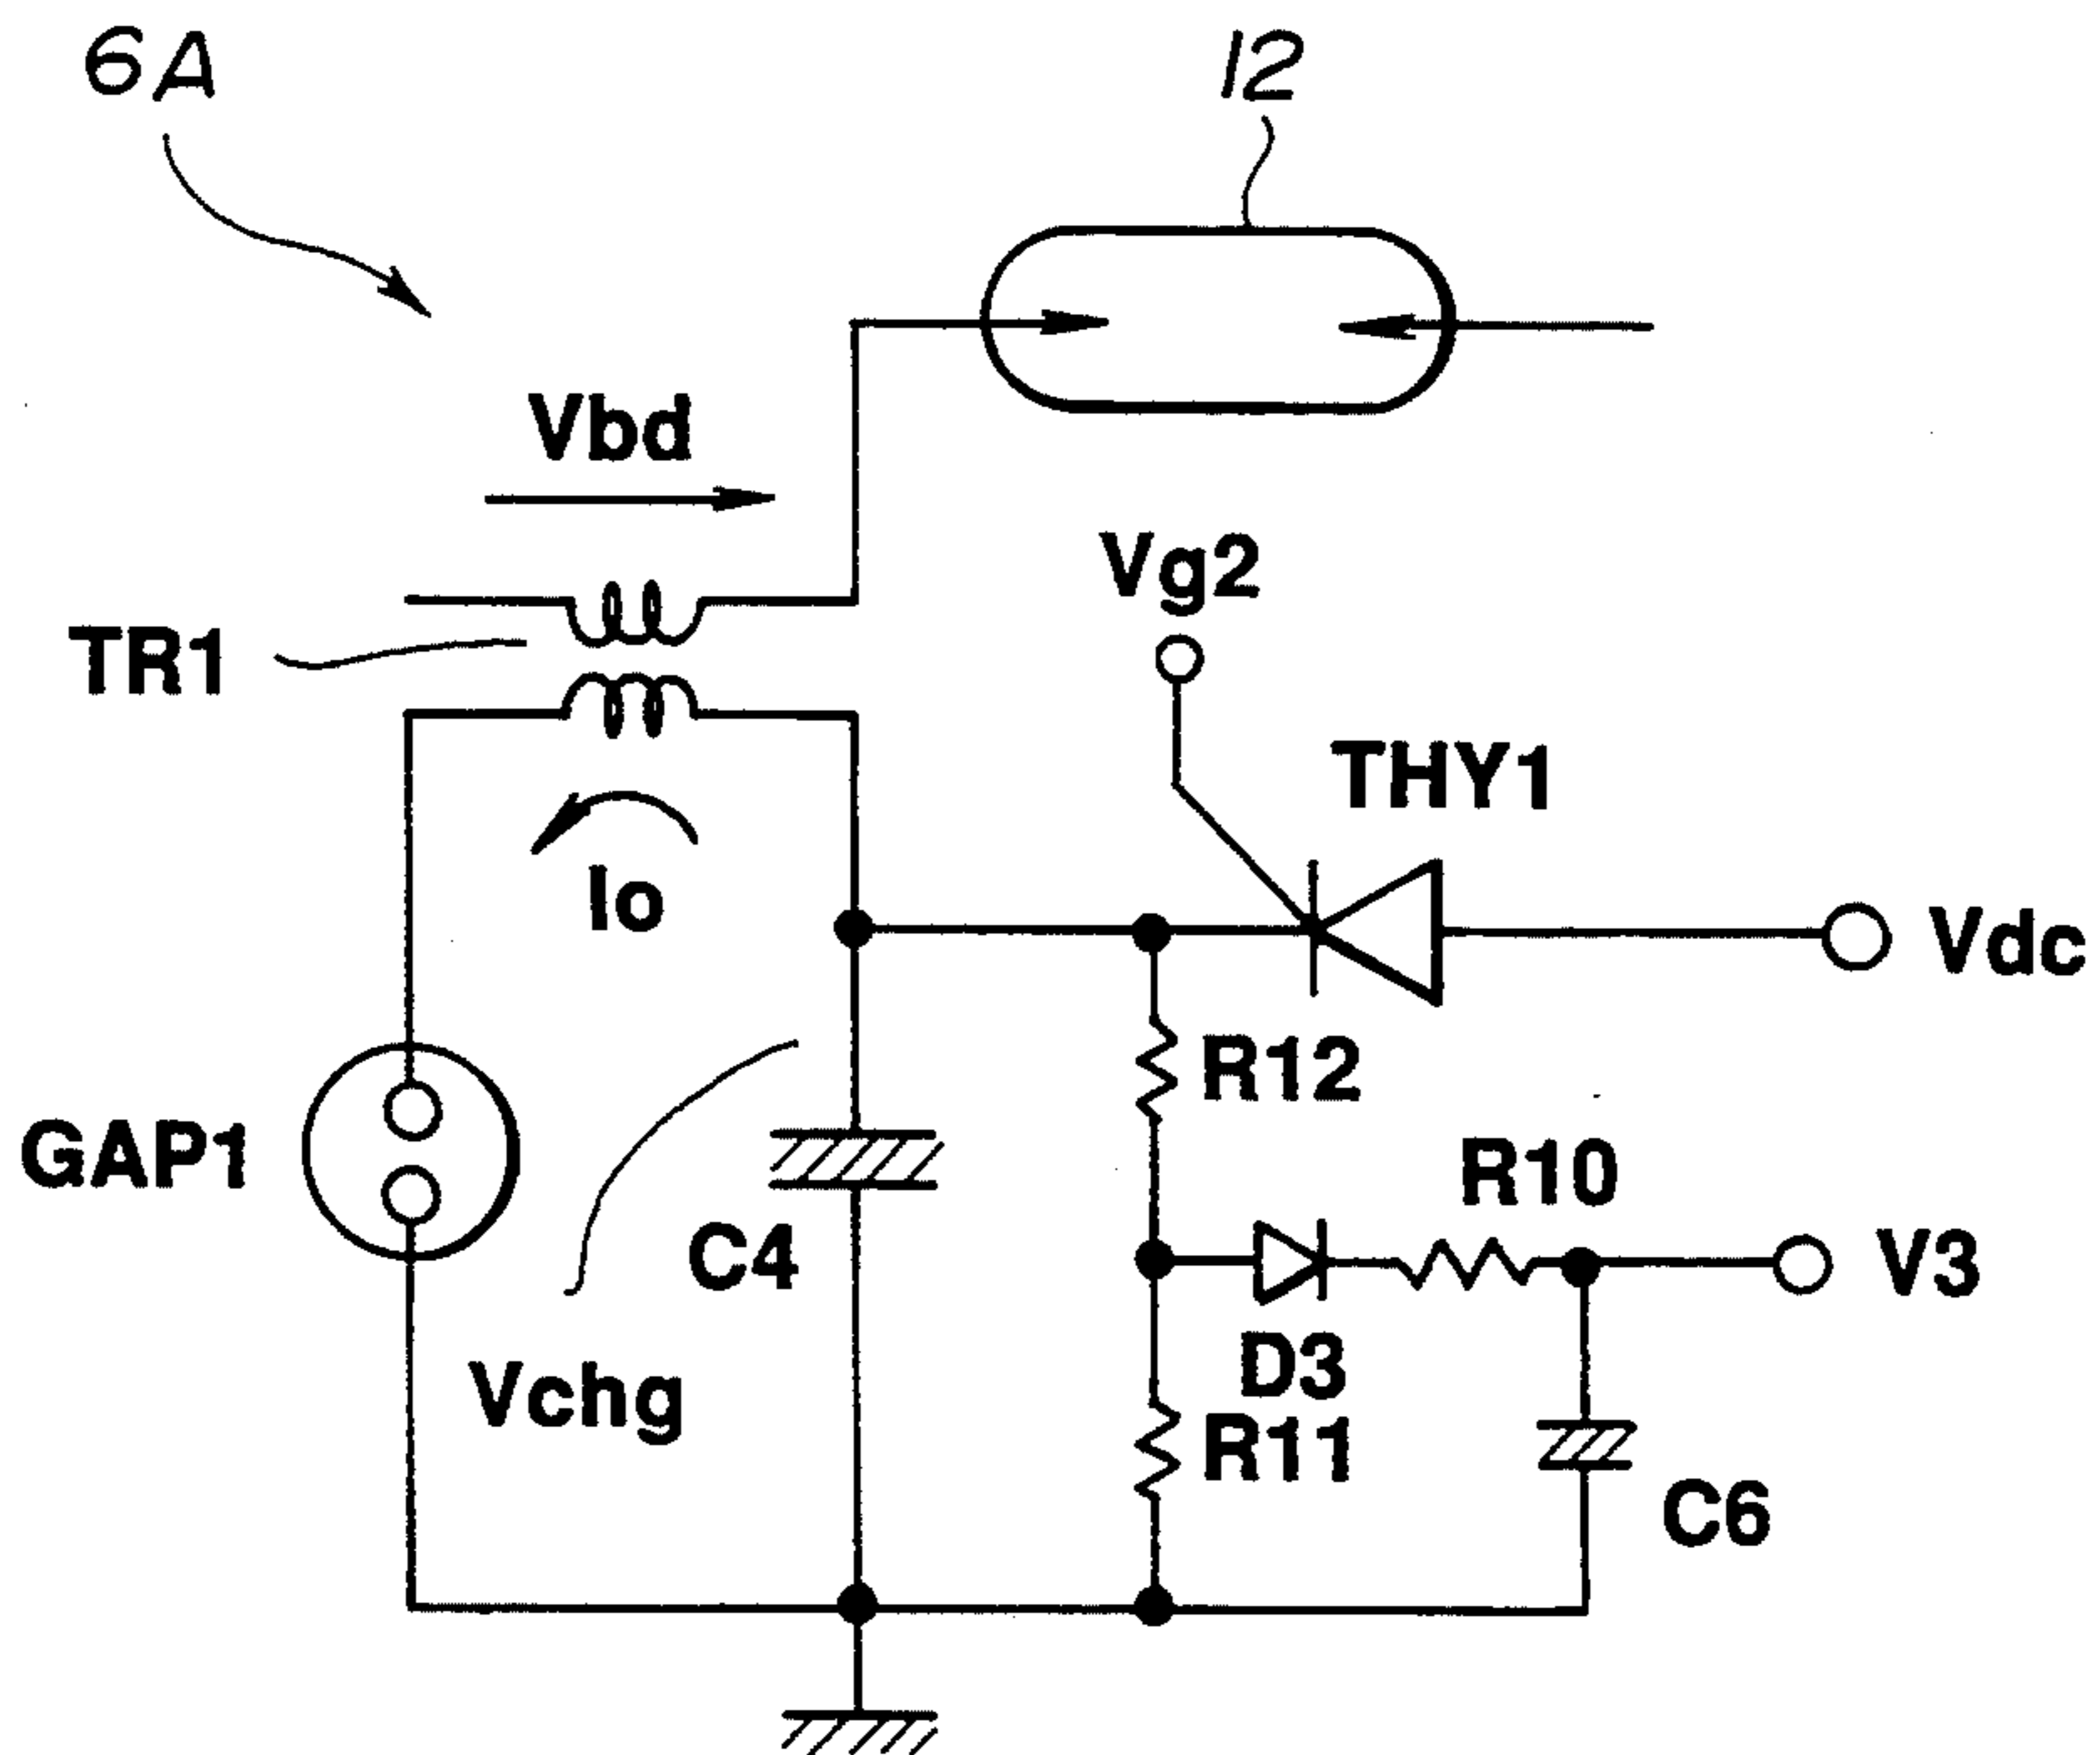 6A
12
Vbd
Vg2
TR1
THY1
Io
Vdc
R12
GAP1
R10
C4
V3
D3
Vchg
R11
C6